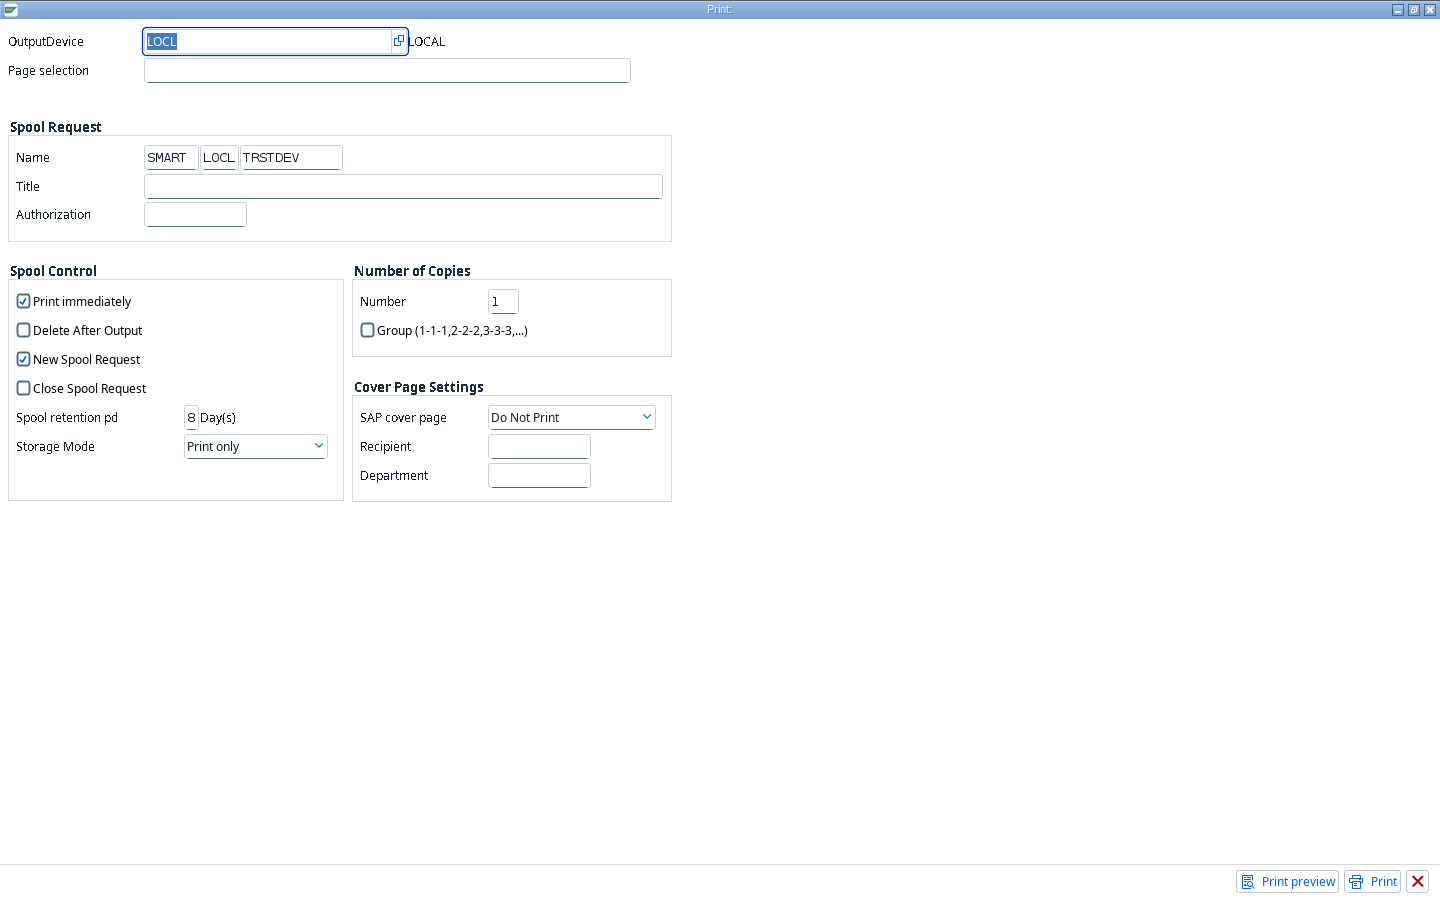 Print:
OutputDevice LOCL LOCAL
Page selection
Spool Request
Name SMART LOCL TRSTDEV
Title
Authorization
Spool Control
Print immediately
Delete After Output
New Spool Request
Close Spool Request
Spool retention pd 8 Day(s)
Storage Mode Print only
Number of Copies
Number 1
Group (1-1-1,2-2-2,3-3-3,...)
Cover Page Settings
SAP cover page Do Not Print
Recipient
Department
Print preview Print